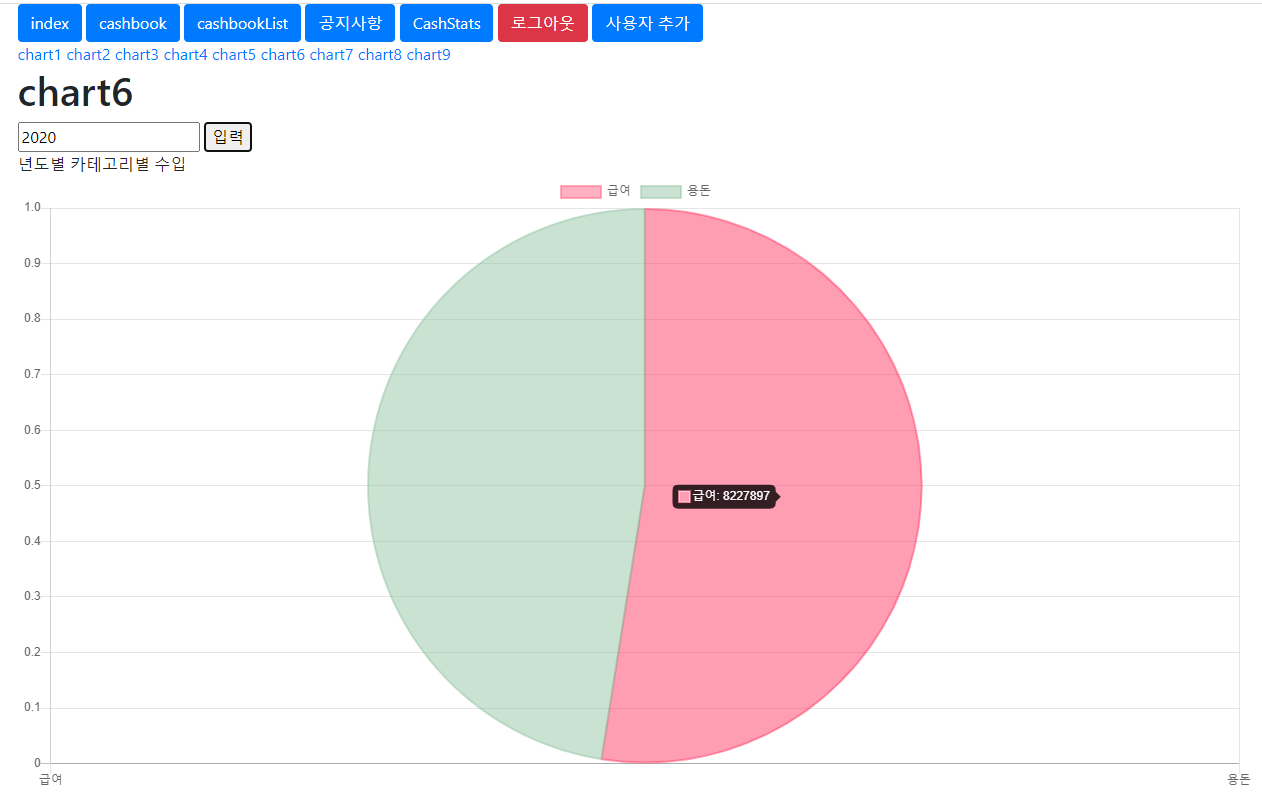 index cashbook cashbookList 공지사항 CashStats 로그아웃 사용자 추가
chart1 chart2 chart3 chart4 chart5 chart6 chart7 chart8 chart9
chart6
2020 입력
년도별 카테고리별 수입
급여 용돈
1.0
0.9
0.8
0.7
0.6
0.5
급여: 8227897
0.4
0.3
0.2
0.1
0
급여 용돈